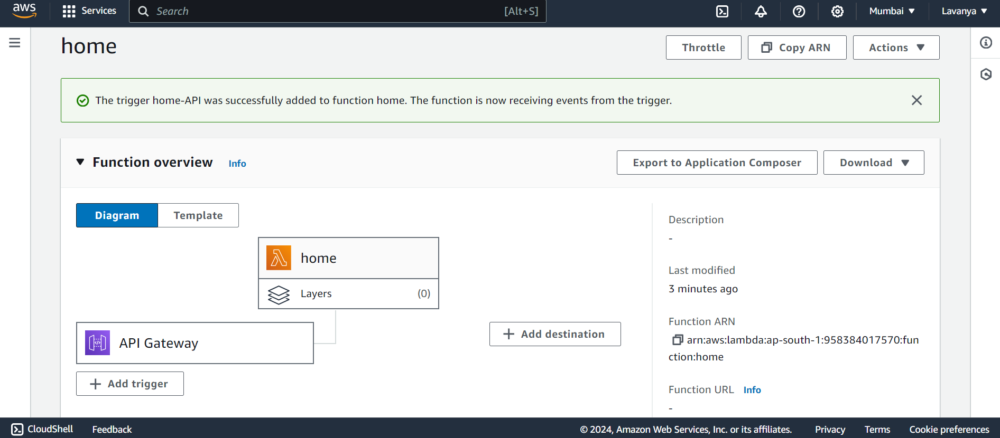 aws Services Search [Alt+S] Mumbai Lavanya
home
Throttle Copy ARN Actions
The trigger home-API was successfully added to function home. The function is now receiving events from the trigger.
Function overview Info Export to Application Composer Download
Diagram Template
home
Layers (0)
API Gateway
Add trigger
Add destination
Description
-
Last modified
3 minutes ago
Function ARN
arn:aws:lambda:ap-south-1:958384017570:fun
ction:home
Function URL Info
-
CloudShell Feedback © 2024, Amazon Web Services, Inc. or its affiliates. Privacy Terms Cookie preferences